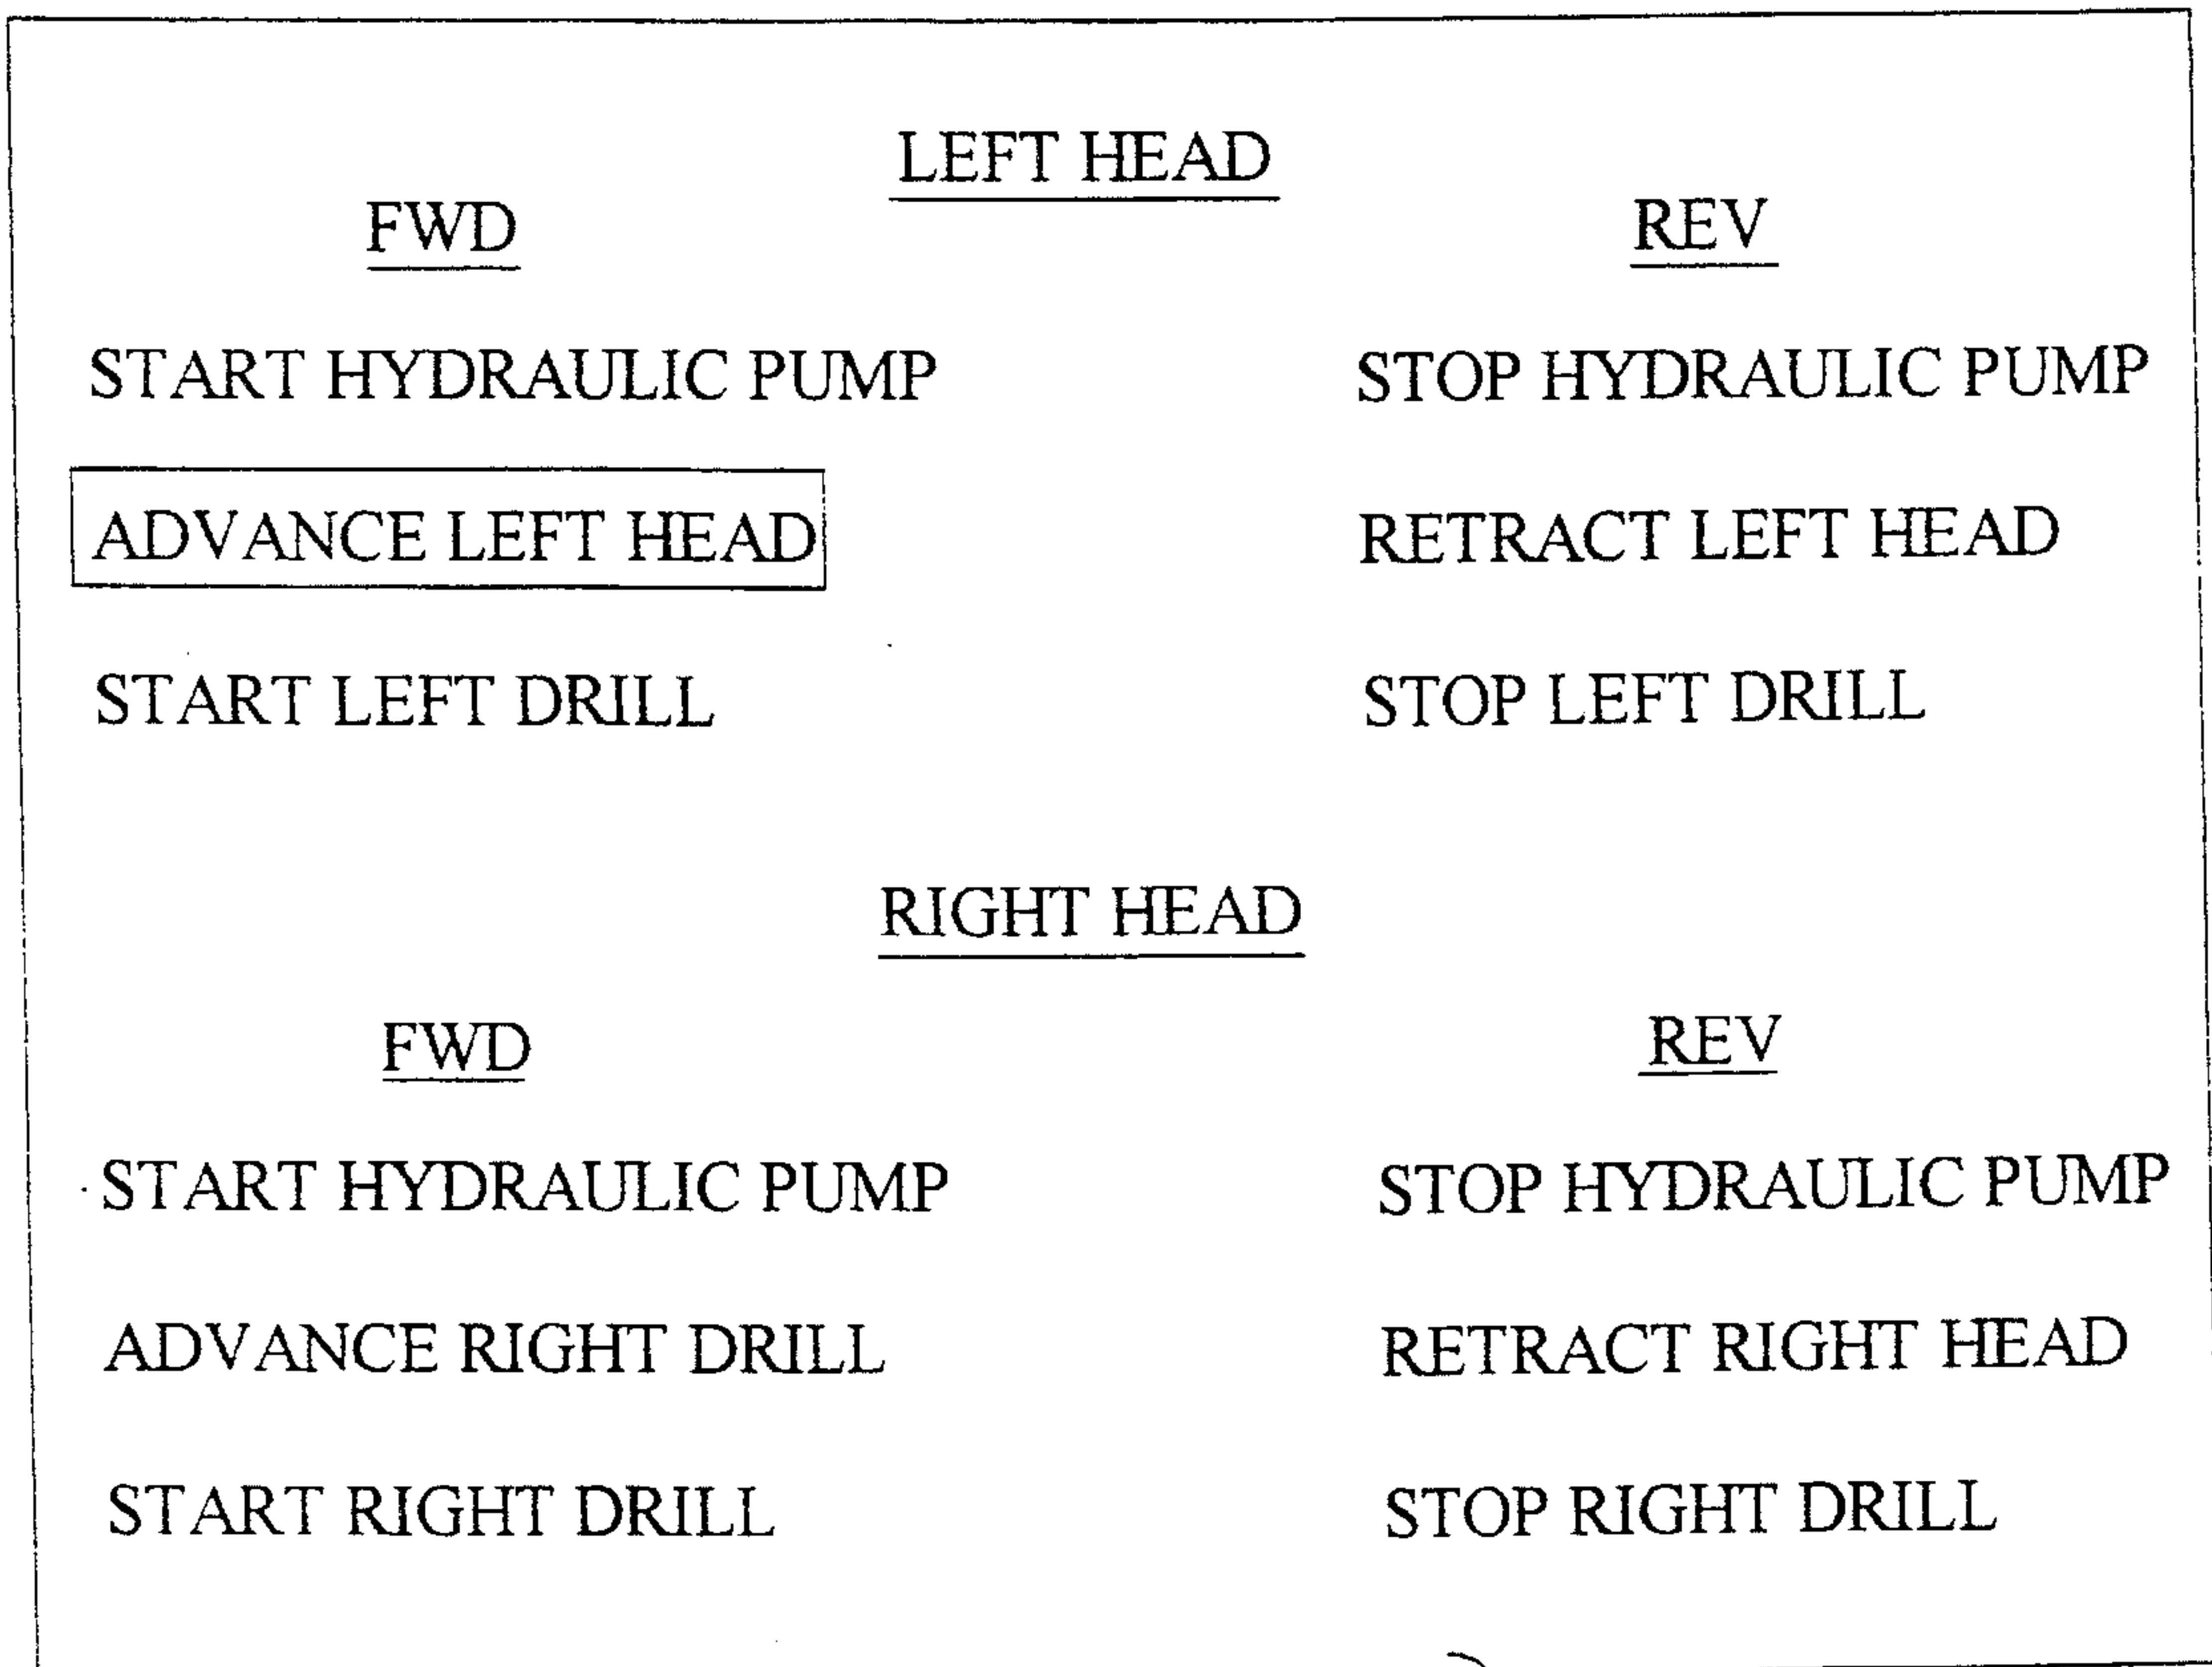 LEFT HEAD
FWD REV
START HYDRAULIC PUMP STOP HYDRAULIC PUMP
ADVANCE LEFT HEAD RETRACT LEFT HEAD
START LEFT DRILL STOP LEFT DRILL
RIGHT HEAD
FWD REV
START HYDRAULIC PUMP STOP HYDRAULIC PUMP
ADVANCE RIGHT DRILL RETRACT RIGHT HEAD
START RIGHT DRILL STOP RIGHT DRILL